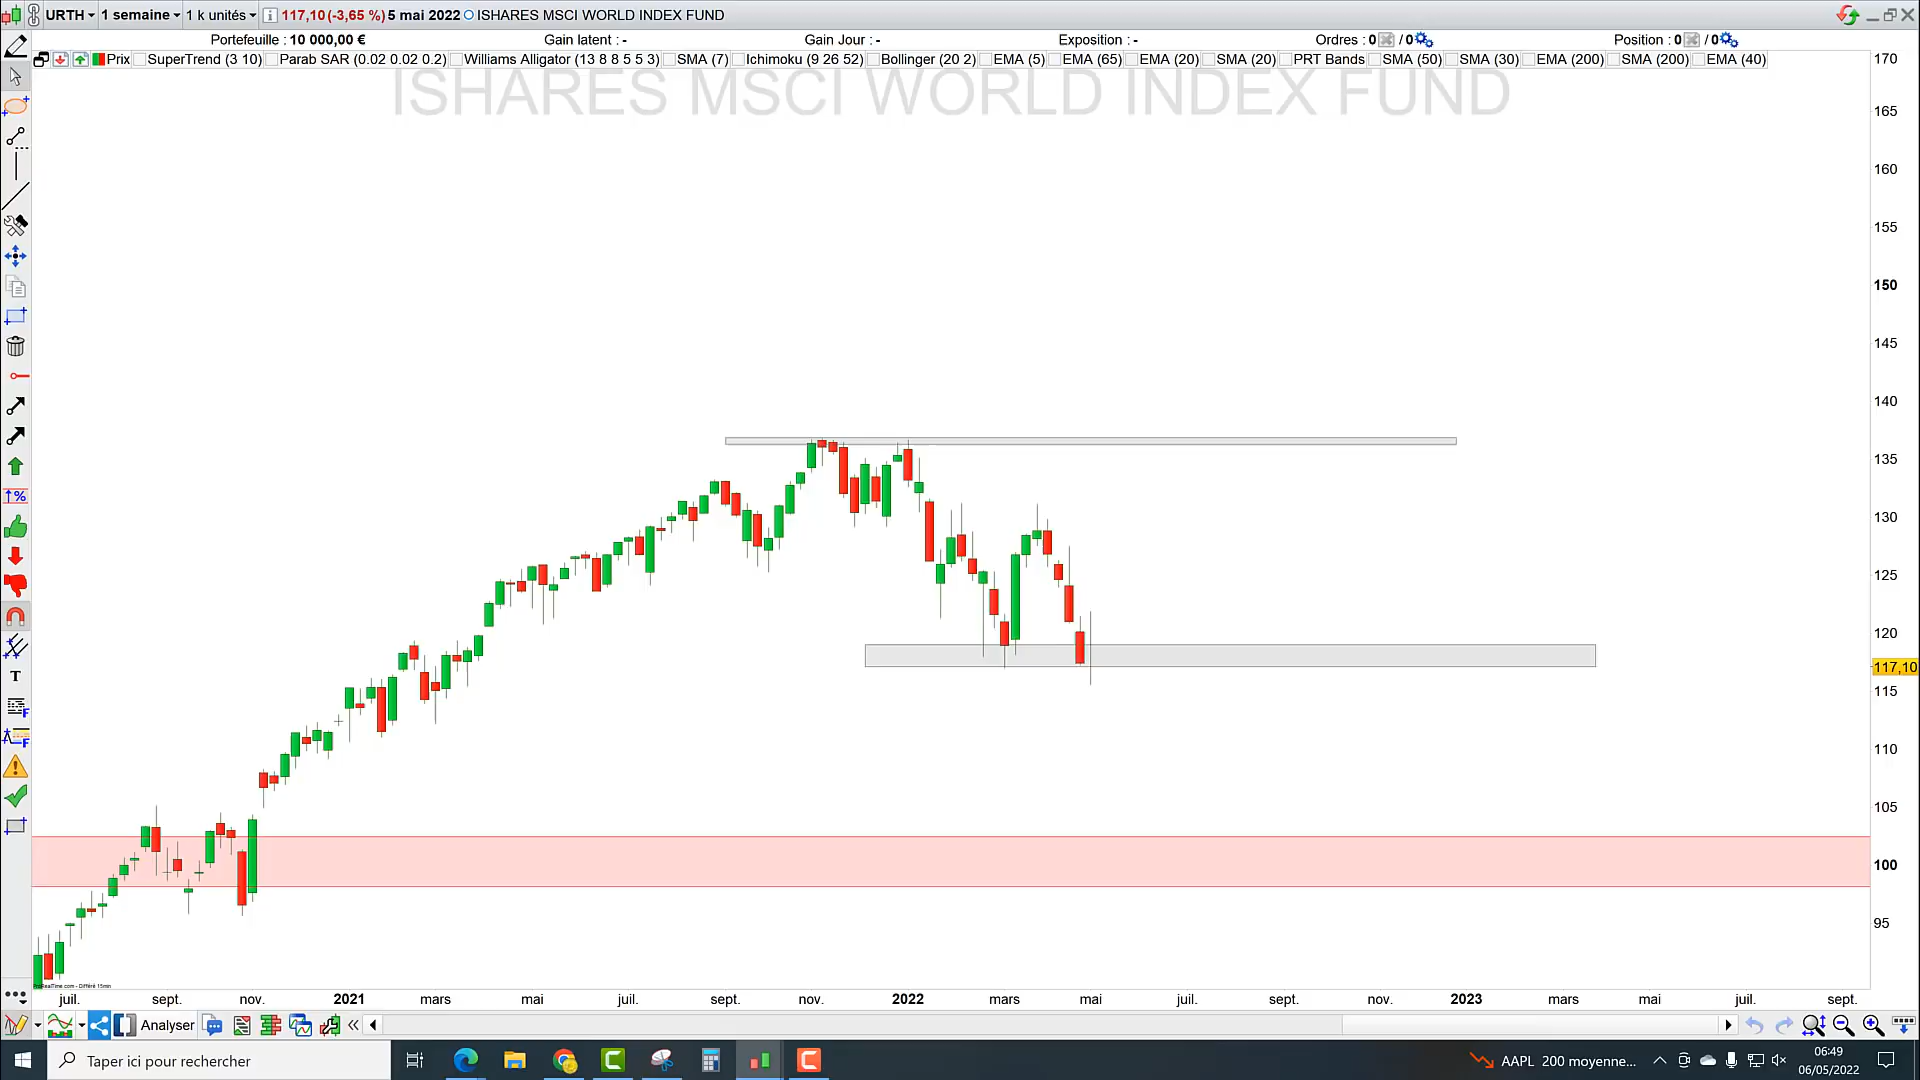 URTH 1 semaine 1 k unités 117,10 (-3,65 %) 5 mai 2022 ISHARES MSCI WORLD INDEX FUND
Portefeuille : 10 000,00 € Gain latent : - Gain Jour : - Exposition : - Ordres : 0 / 0 Position : 0 / 0
Prix SuperTrend (3 10) Parab SAR (0.02 0.02 0.2) Williams Alligator (13 8 8 5 5 3) SMA (7) Ichimoku (9 26 52) Bollinger (20 2) EMA (5) EMA (65) EMA (20) SMA (20) PRT Bands SMA (50) SMA (30) EMA (200) SMA (200) EMA (40)
ISHARES MSCI WORLD INDEX FUND
170
165
160
155
150
145
140
135
130
125
120
117,10
115
110
105
100
95
ProRealTime.com - Différé 15min
juil. sept. nov. 2021 mars mai juil. sept. nov. 2022 mars mai juil. sept. nov. 2023 mars mai juil. sept.
Analyser
Taper ici pour rechercher
AAPL 200 moyenne...
06:49
06/05/2022